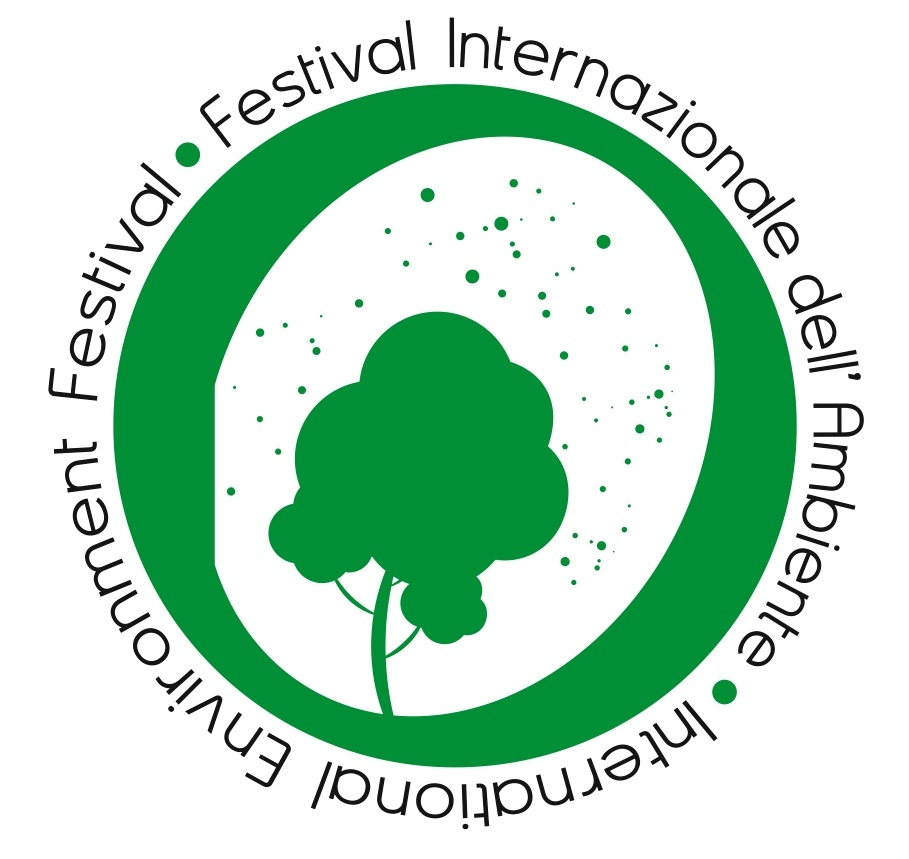 Festival Internazionale dell' Ambiente
International Environment Festival